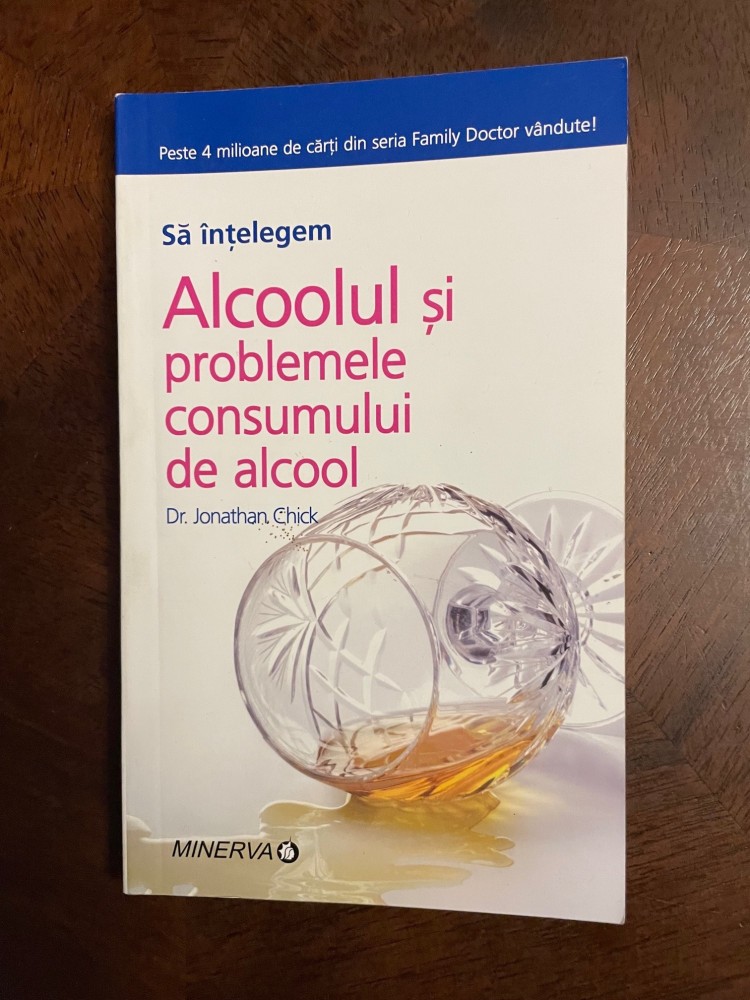 Peste 4 milioane de cărți din seria Family Doctor vândute!
Să înțelegem
Alcoolul și
problemele
consumului
de alcool
Dr. Jonathan Chick
MINERVA